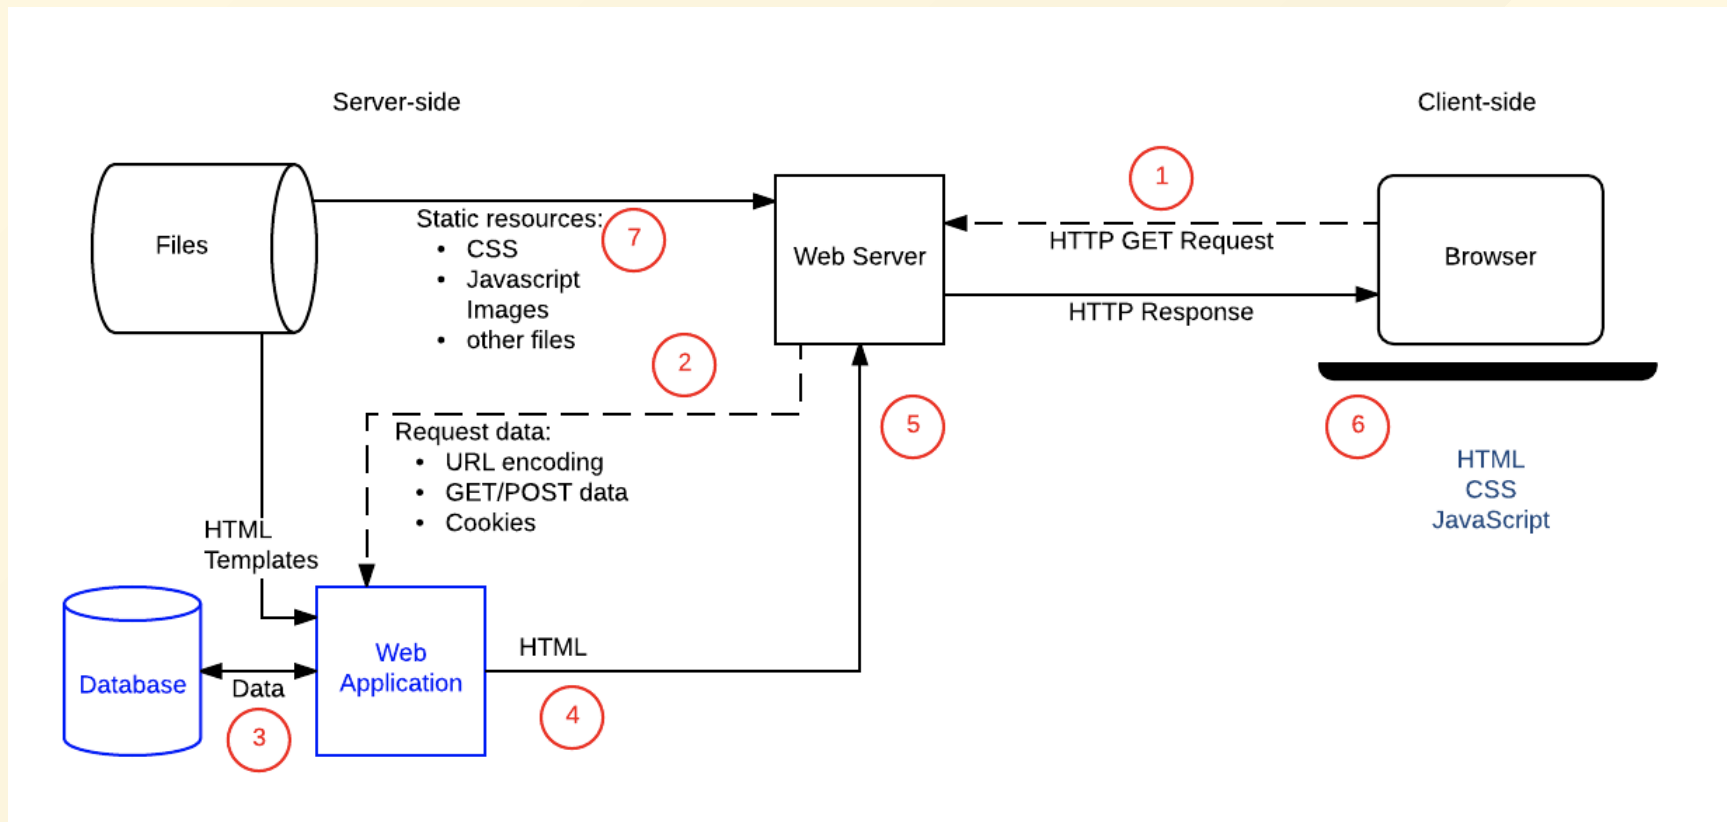 Server-side
Client-side
1
Files
Static resources:
7
• CSS
• Javascript
Images
• other files
Web Server
HTTP GET Request
HTTP Response
Browser
2
5
6
Request data:
• URL encoding
• GET/POST data
• Cookies
HTML
CSS
JavaScript
HTML
Templates
Database
Data
3
Web
Application
HTML
4